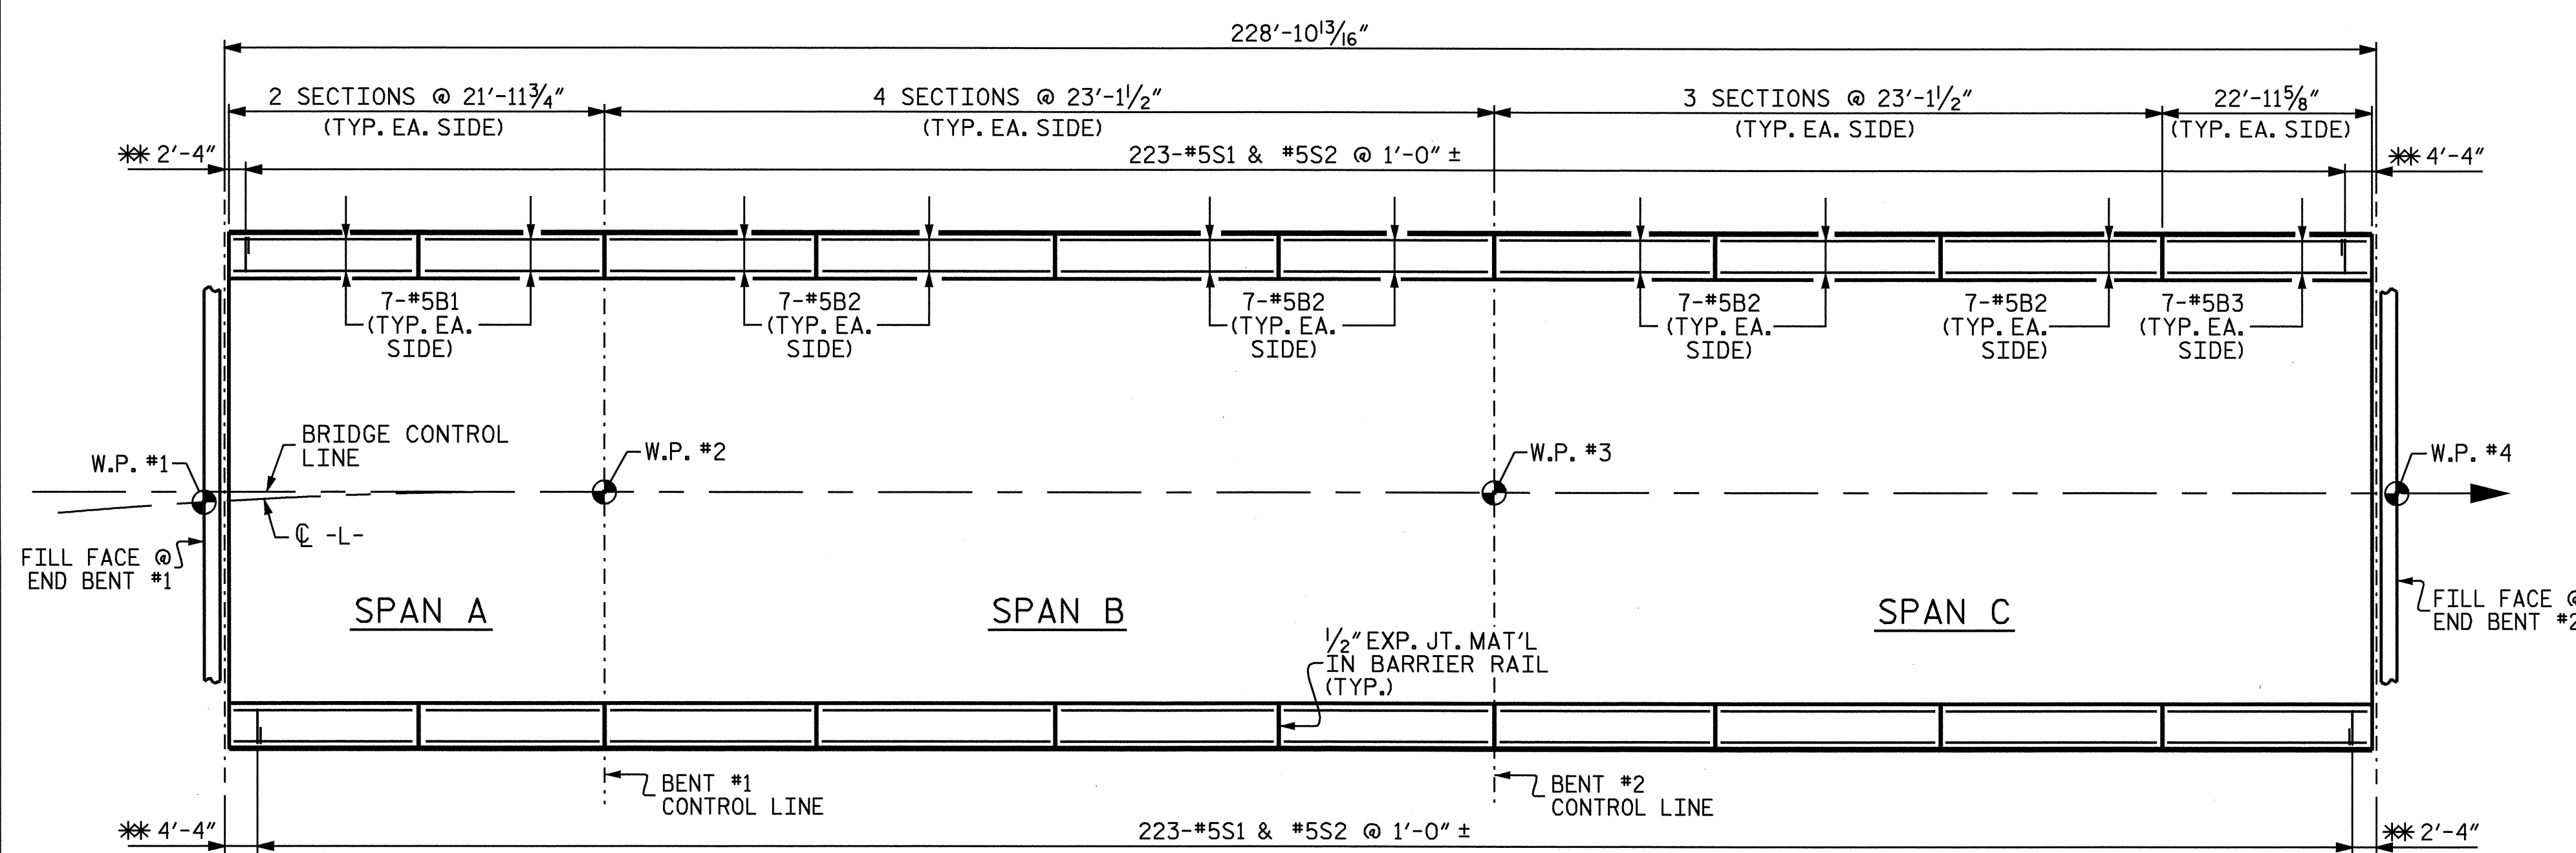 228'-10 13/16"
2 SECTIONS @ 21'-11 3/4"
(TYP. EA. SIDE)
4 SECTIONS @ 23'-1 1/2"
(TYP. EA. SIDE)
3 SECTIONS @ 23'-1 1/2"
(TYP. EA. SIDE)
22'-11 5/8"
(TYP. EA. SIDE)
** 2'-4"
223-#5S1 & #5S2 @ 1'-0" ±
** 4'-4"
7-#5B1
(TYP. EA.
SIDE)
7-#5B2
(TYP. EA.
SIDE)
7-#5B2
(TYP. EA.
SIDE)
7-#5B2
(TYP. EA.
SIDE)
7-#5B2
(TYP. EA.
SIDE)
7-#5B3
(TYP. EA.
SIDE)
BRIDGE CONTROL
LINE
W.P. #1
W.P. #2
W.P. #3
W.P. #4
℄ -L-
FILL FACE @
END BENT #1
FILL FACE @
END BENT #2
SPAN A
SPAN B
SPAN C
1/2" EXP. JT. MAT'L
IN BARRIER RAIL
(TYP.)
BENT #1
CONTROL LINE
BENT #2
CONTROL LINE
** 4'-4"
223-#5S1 & #5S2 @ 1'-0" ±
** 2'-4"